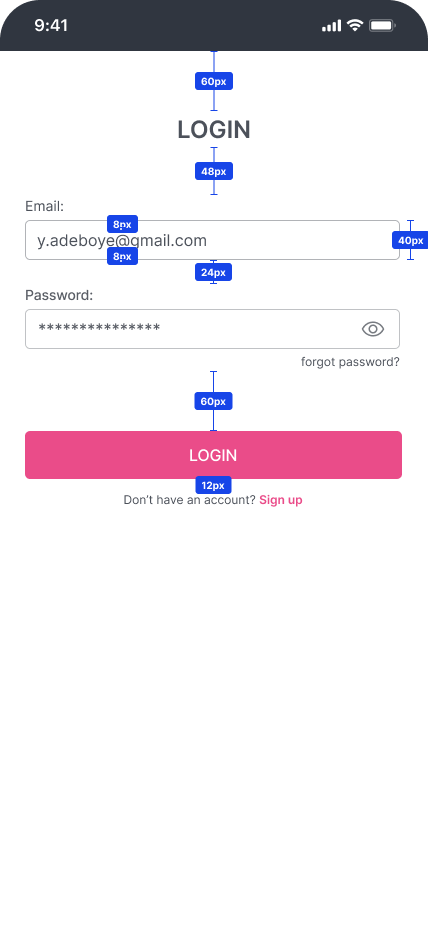 9:41
60px
LOGIN
48px
Email:
8px
y.adeboye@gmail.com
40px
8px
24px
Password:
***************
forgot password?
60px
LOGIN
12px
Don’t have an account? Sign up